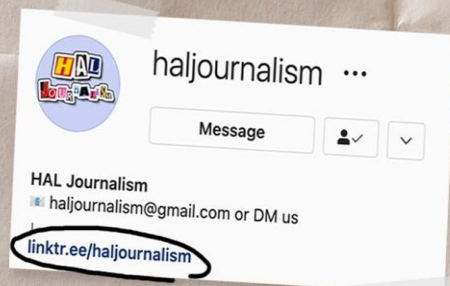 HAL
JOURNALISM
haljournalism
Message
HAL Journalism
haljournalism@gmail.com or DM us
linktr.ee/haljournalism